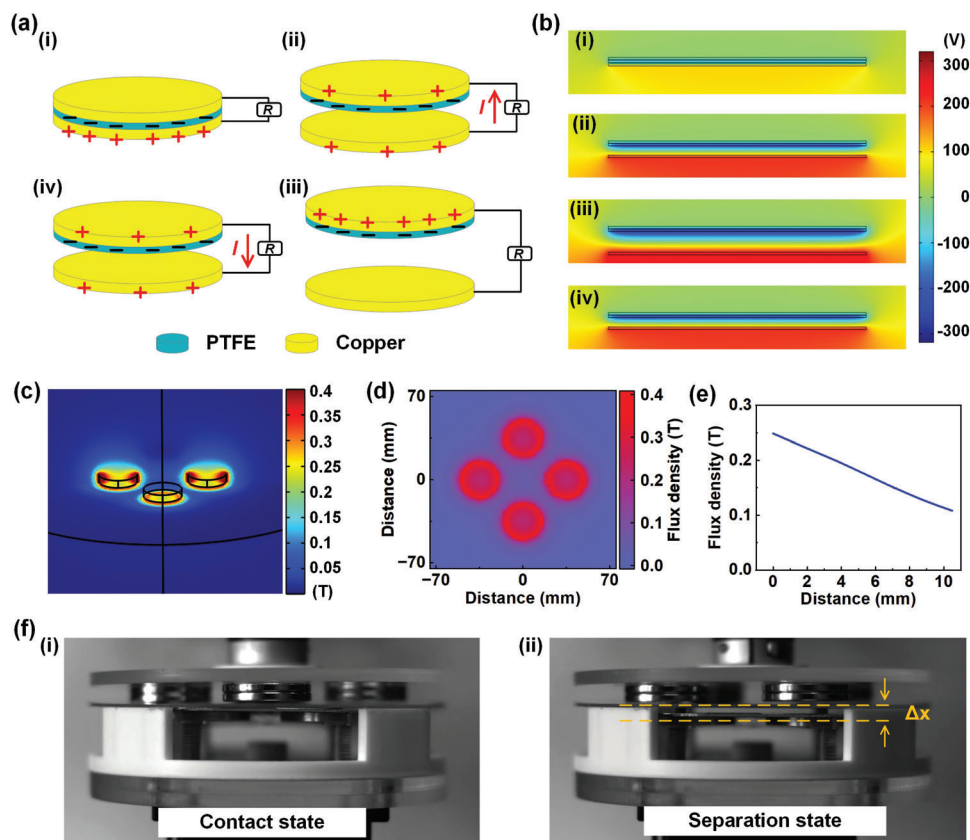 (a)
(i)
(ii)
R
I
R
(iv)
(iii)
I
R
R
PTFE
Copper
(b)
(V)
(i)
(ii)
(iii)
(iv)
300
200
100
0
-100
-200
-300
(c)
0.4
0.35
0.3
0.25
0.2
0.15
0.1
0.05
(T)
(d)
70
0
−70
Distance (mm)
−70
0
70
Distance (mm)
0.4
0.3
0.2
0.1
0.0
Flux density (T)
(e)
0.3
0.2
0.1
0.0
Flux density (T)
0
2
4
6
8
10
Distance (mm)
(f)
(i)
Contact state
(ii)
Δx
Separation state